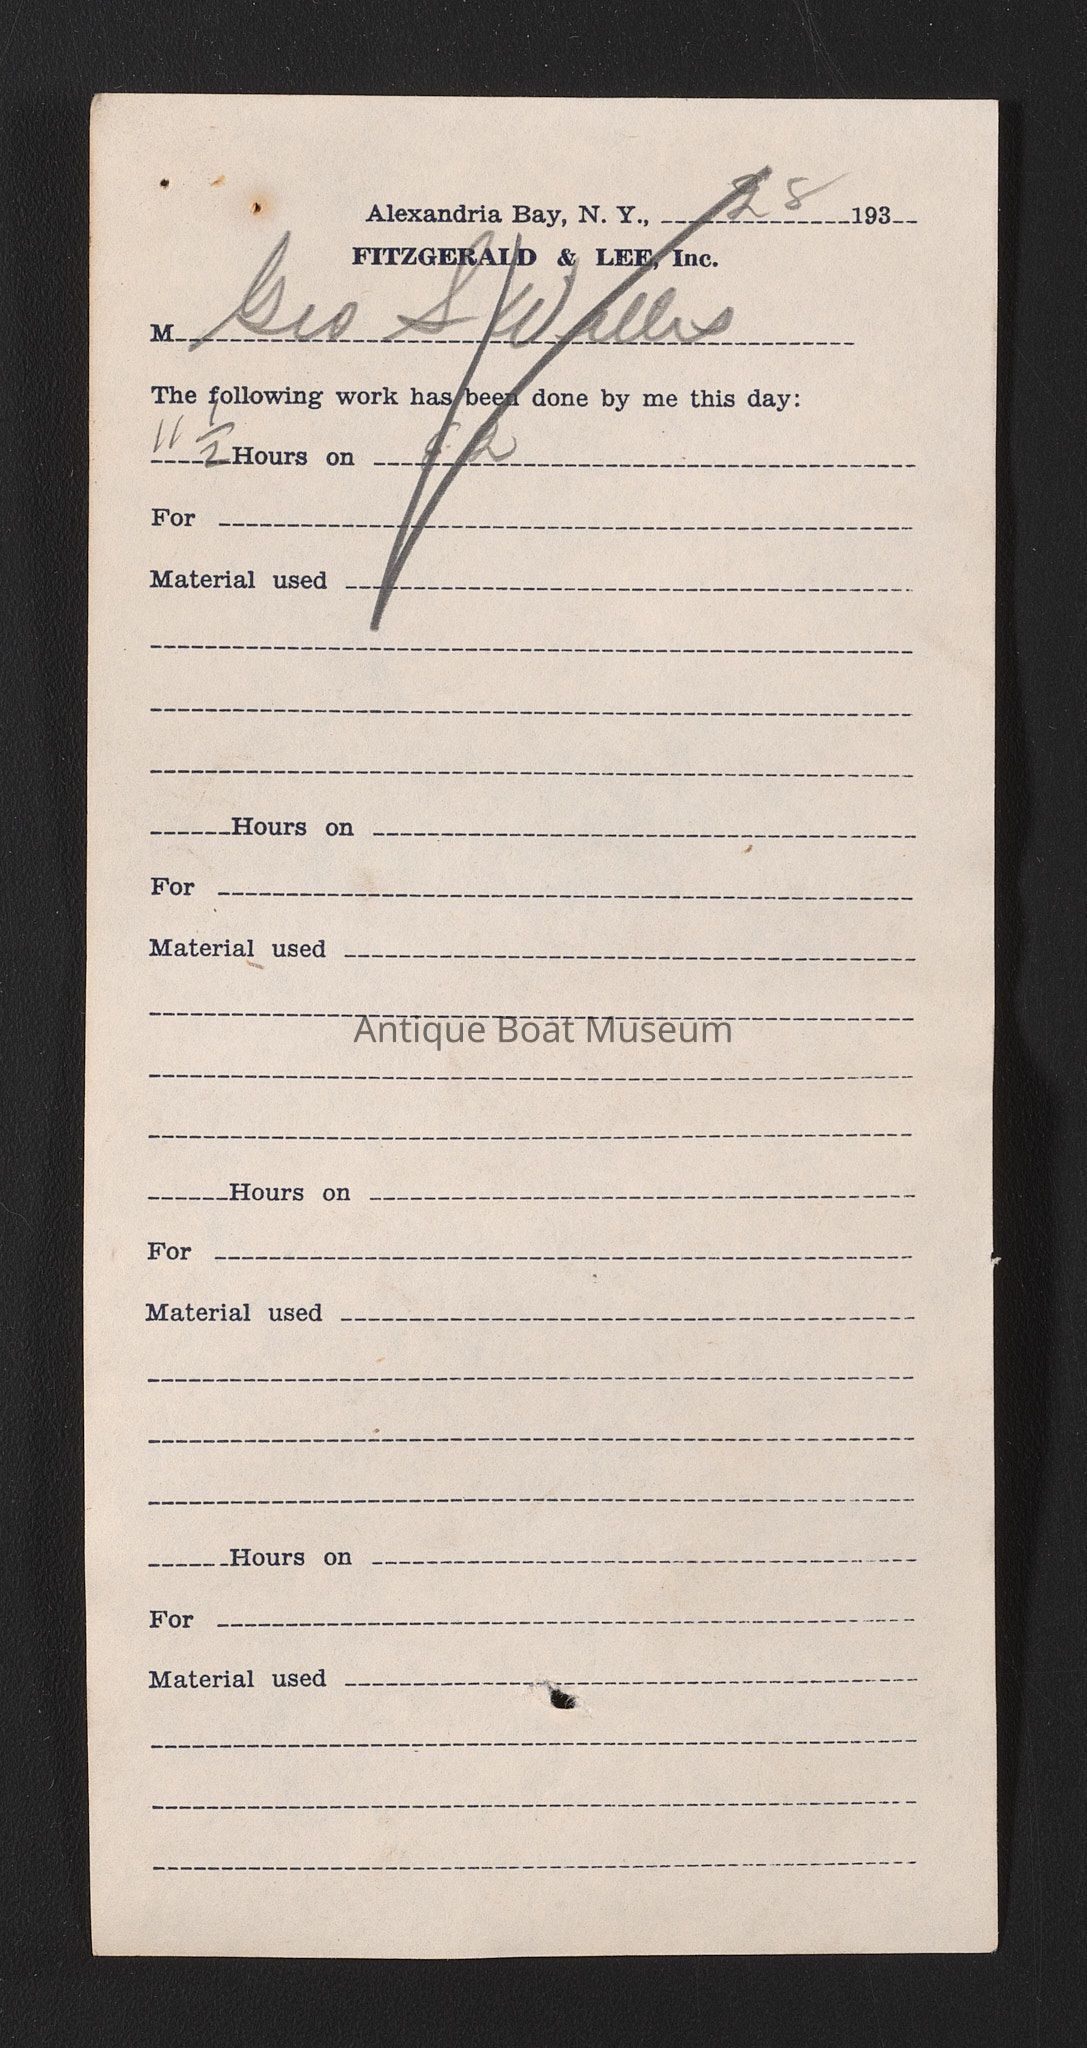 Alexandria Bay, N. Y., 28 193
FITZGERALD & LEE, Inc.
M Geo S Wallis
The following work has been done by me this day:
11 1/2 Hours on 82
For
Material used
Hours on
For
Material used
Antique Boat Museum
Hours on
For
Material used
Hours on
For
Material used